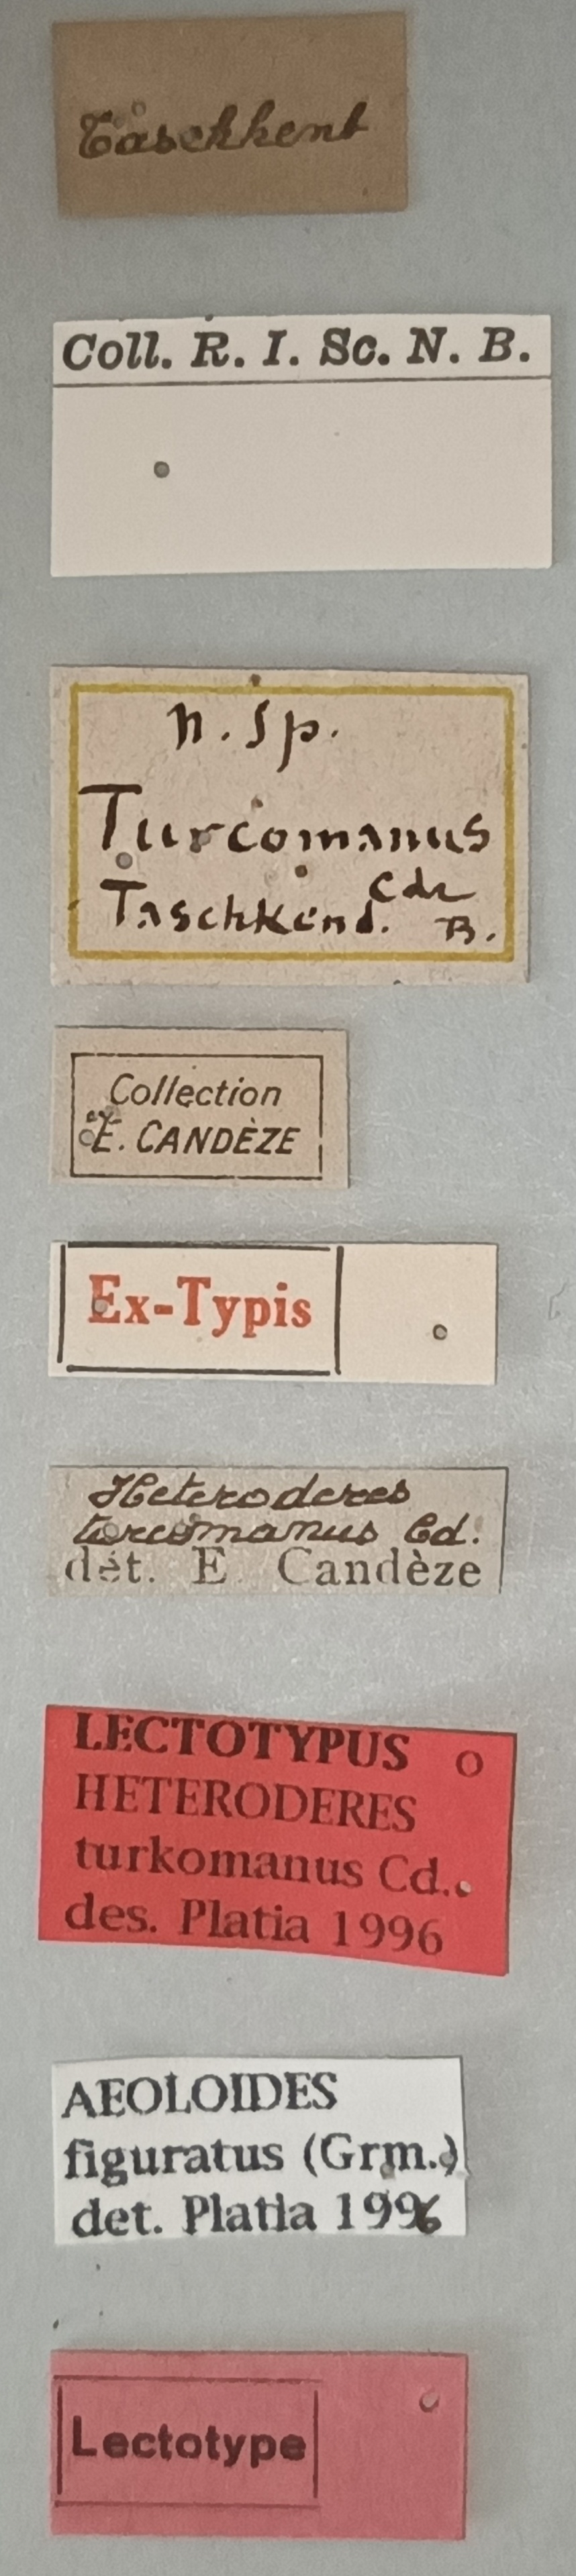 Taschkent
Coll. R. I. Sc. N. B.
n. sp.
Turcomanus
Cdz
Taschkend. B.
Collection
E. CANDÈZE
Ex-Typis
Heteroderes
turcomanus Cd.
dét. E. Candèze
LECTOTYPUS
HETERODERES
turkomanus Cd..
des. Platia 1996
AEOLOIDES
figuratus (Grm.)
det. Platia 1996
Lectotype